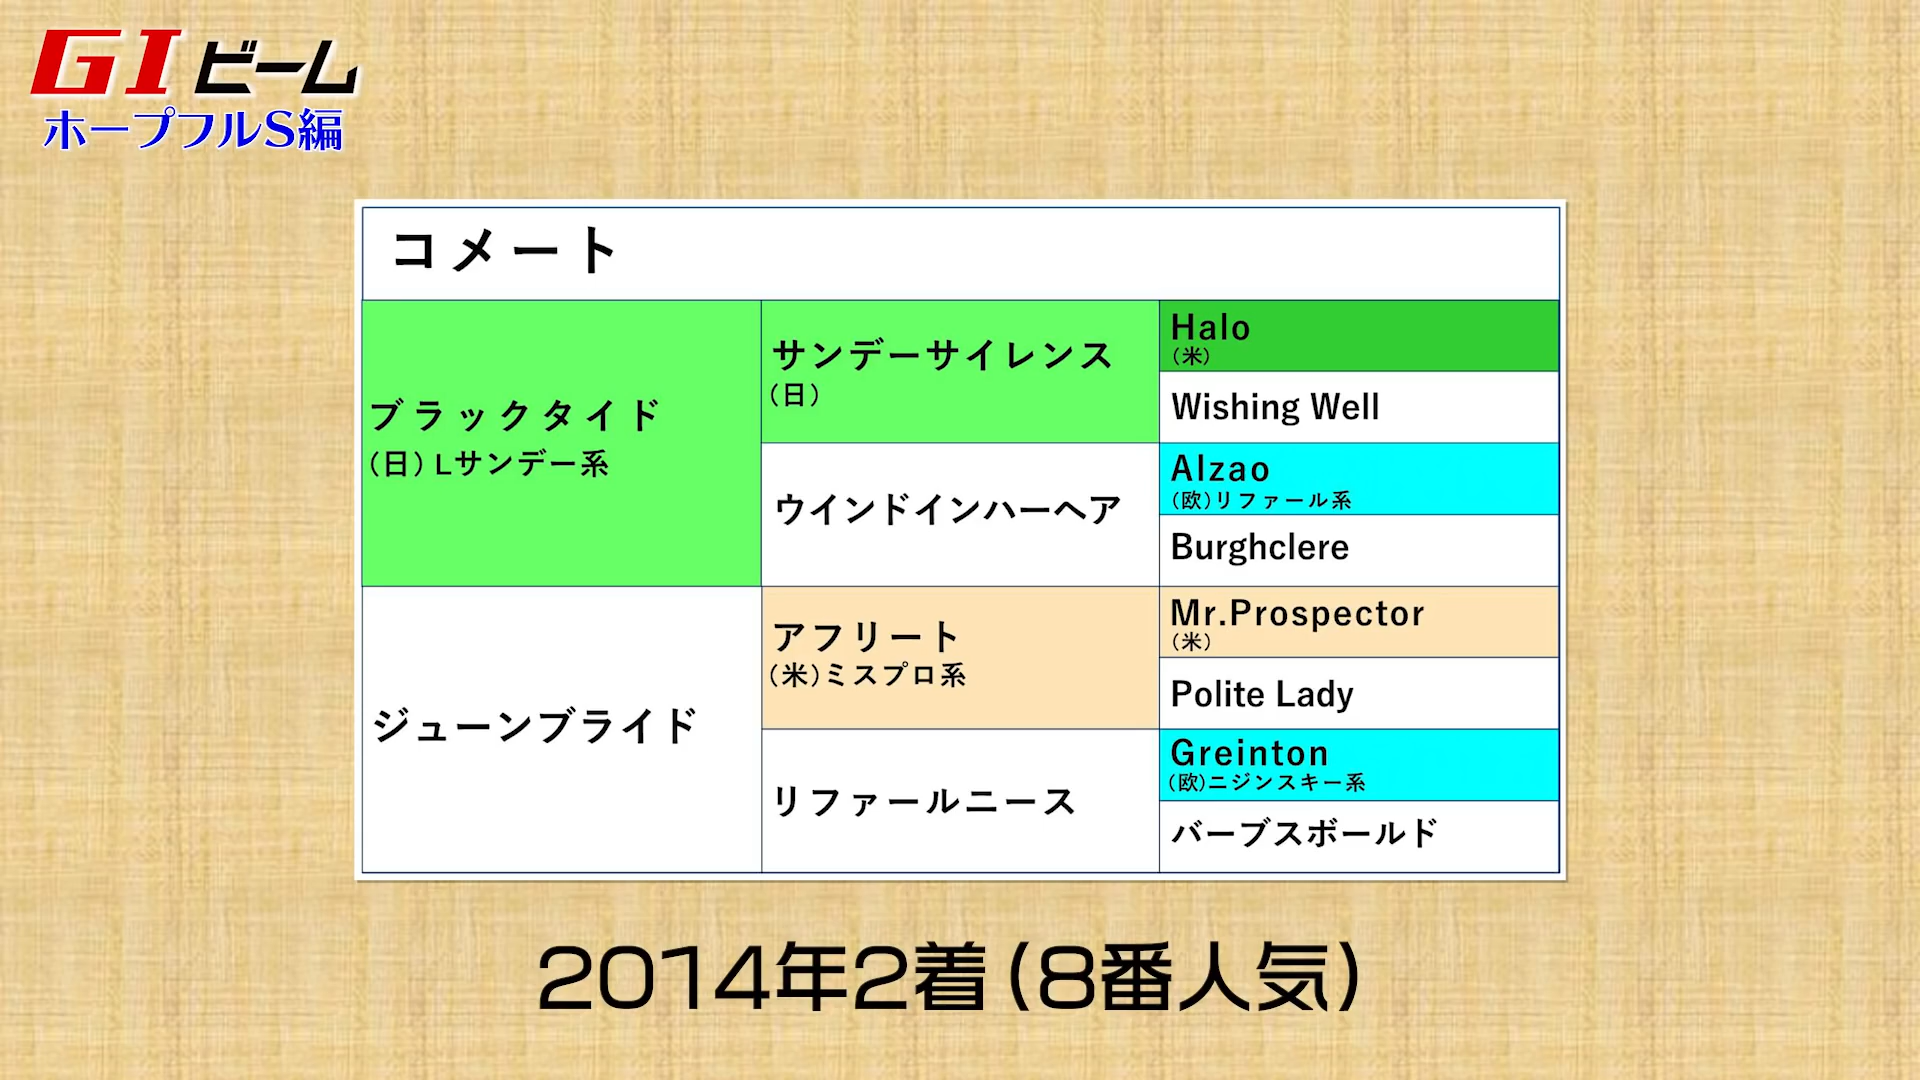 GIビーム
ホープフルS編
コメート
ブラックタイド
(日)Lサンデー系
サンデーサイレンス
(日)
Halo
(米)
Wishing Well
ウインドインハーヘア
Alzao
(欧)リファール系
Burghclere
ジューンブライド
アフリート
(米)ミスプロ系
Mr.Prospector
(米)
Polite Lady
リファールニース
Greinton
(欧)ニジンスキー系
バーブスボールド
2014年2着(8番人気)